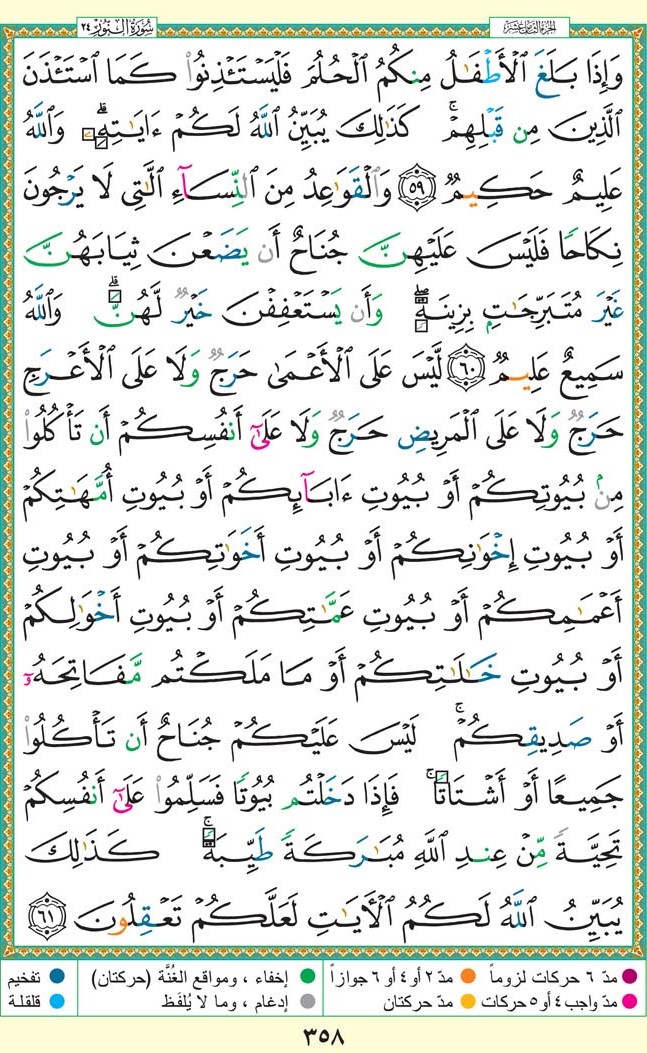 الجزء الثامن عشر
سُورَةُ النُّورِ ٢٤
وَإِذَا بَلَغَ ٱلْأَطْفَـٰلُ مِنكُمُ ٱلْحُلُمَ فَلْيَسْتَـْٔذِنُوا۟ كَمَا ٱسْتَـْٔذَنَ
ٱلَّذِينَ مِن قَبْلِهِمْ ۚ كَذَٰلِكَ يُبَيِّنُ ٱللَّهُ لَكُمْ ءَايَـٰتِهِۦ ۗ وَٱللَّهُ
عَلِيمٌ حَكِيمٌ ٥٩ وَٱلْقَوَٰعِدُ مِنَ ٱلنِّسَآءِ ٱلَّـٰتِى لَا يَرْجُونَ
نِكَاحًا فَلَيْسَ عَلَيْهِنَّ جُنَاحٌ أَن يَضَعْنَ ثِيَابَهُنَّ
غَيْرَ مُتَبَرِّجَـٰتٍۭ بِزِينَةٍ ۖ وَأَن يَسْتَعْفِفْنَ خَيْرٌ لَّهُنَّ ۗ وَٱللَّهُ
سَمِيعٌ عَلِيمٌ ٦٠ لَّيْسَ عَلَى ٱلْأَعْمَىٰ حَرَجٌ وَلَا عَلَى ٱلْأَعْرَجِ
حَرَجٌ وَلَا عَلَى ٱلْمَرِيضِ حَرَجٌ وَلَا عَلَىٰٓ أَنفُسِكُمْ أَن تَأْكُلُوا۟
مِنۢ بُيُوتِكُمْ أَوْ بُيُوتِ ءَابَآئِكُمْ أَوْ بُيُوتِ أُمَّهَـٰتِكُمْ
أَوْ بُيُوتِ إِخْوَٰنِكُمْ أَوْ بُيُوتِ أَخَوَٰتِكُمْ أَوْ بُيُوتِ
أَعْمَـٰمِكُمْ أَوْ بُيُوتِ عَمَّـٰتِكُمْ أَوْ بُيُوتِ أَخْوَٰلِكُمْ
أَوْ بُيُوتِ خَـٰلَـٰتِكُمْ أَوْ مَا مَلَكْتُم مَّفَاتِحَهُۥٓ
أَوْ صَدِيقِكُمْ ۚ لَيْسَ عَلَيْكُمْ جُنَاحٌ أَن تَأْكُلُوا۟
جَمِيعًا أَوْ أَشْتَاتًا ۚ فَإِذَا دَخَلْتُم بُيُوتًا فَسَلِّمُوا۟ عَلَىٰٓ أَنفُسِكُمْ
تَحِيَّةً مِّنْ عِندِ ٱللَّهِ مُبَـٰرَكَةً طَيِّبَةً ۚ كَذَٰلِكَ
يُبَيِّنُ ٱللَّهُ لَكُمُ ٱلْـَٔايَـٰتِ لَعَلَّكُمْ تَعْقِلُونَ ٦١
مدّ ٦ حركات لزوماً مدّ ٢ أو ٤ أو ٦ جوازاً إخفاء ، ومواقع الغُنَّة (حركتان) تفخيم
مدّ واجب ٤ أو ٥ حركات مدّ حركتان إدغام ، وما لا يُلفَظ قلقلة
٣٥٨